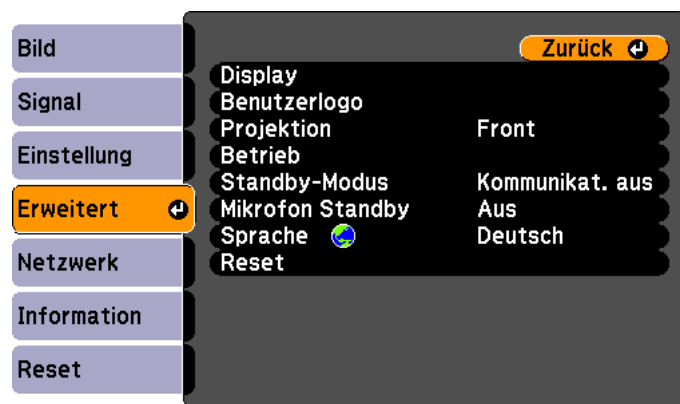 Bild
Signal
Einstellung
Erweitert
Netzwerk
Information
Reset
Zurück
Display
Benutzerlogo
Projektion Front
Betrieb
Standby-Modus Kommunikat. aus
Mikrofon Standby Aus
Sprache Deutsch
Reset